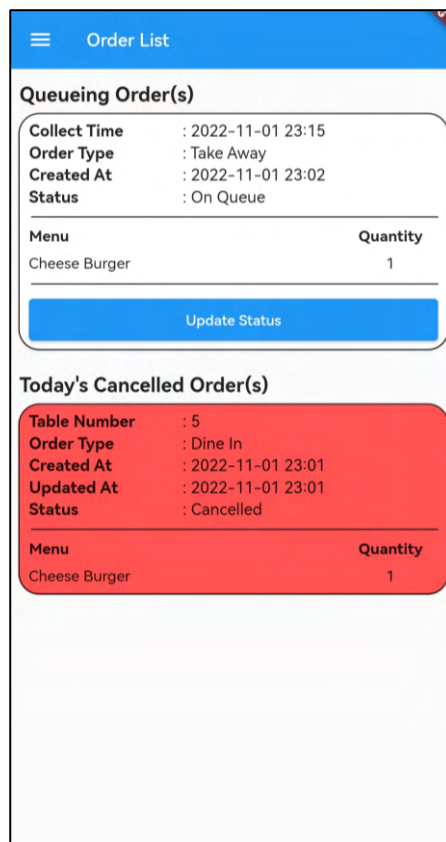 Order List
Queueing Order(s)
Collect Time : 2022-11-01 23:15
Order Type : Take Away
Created At : 2022-11-01 23:02
Status : On Queue
Menu Quantity
Cheese Burger 1
Update Status
Today's Cancelled Order(s)
Table Number : 5
Order Type : Dine In
Created At : 2022-11-01 23:01
Updated At : 2022-11-01 23:01
Status : Cancelled
Menu Quantity
Cheese Burger 1